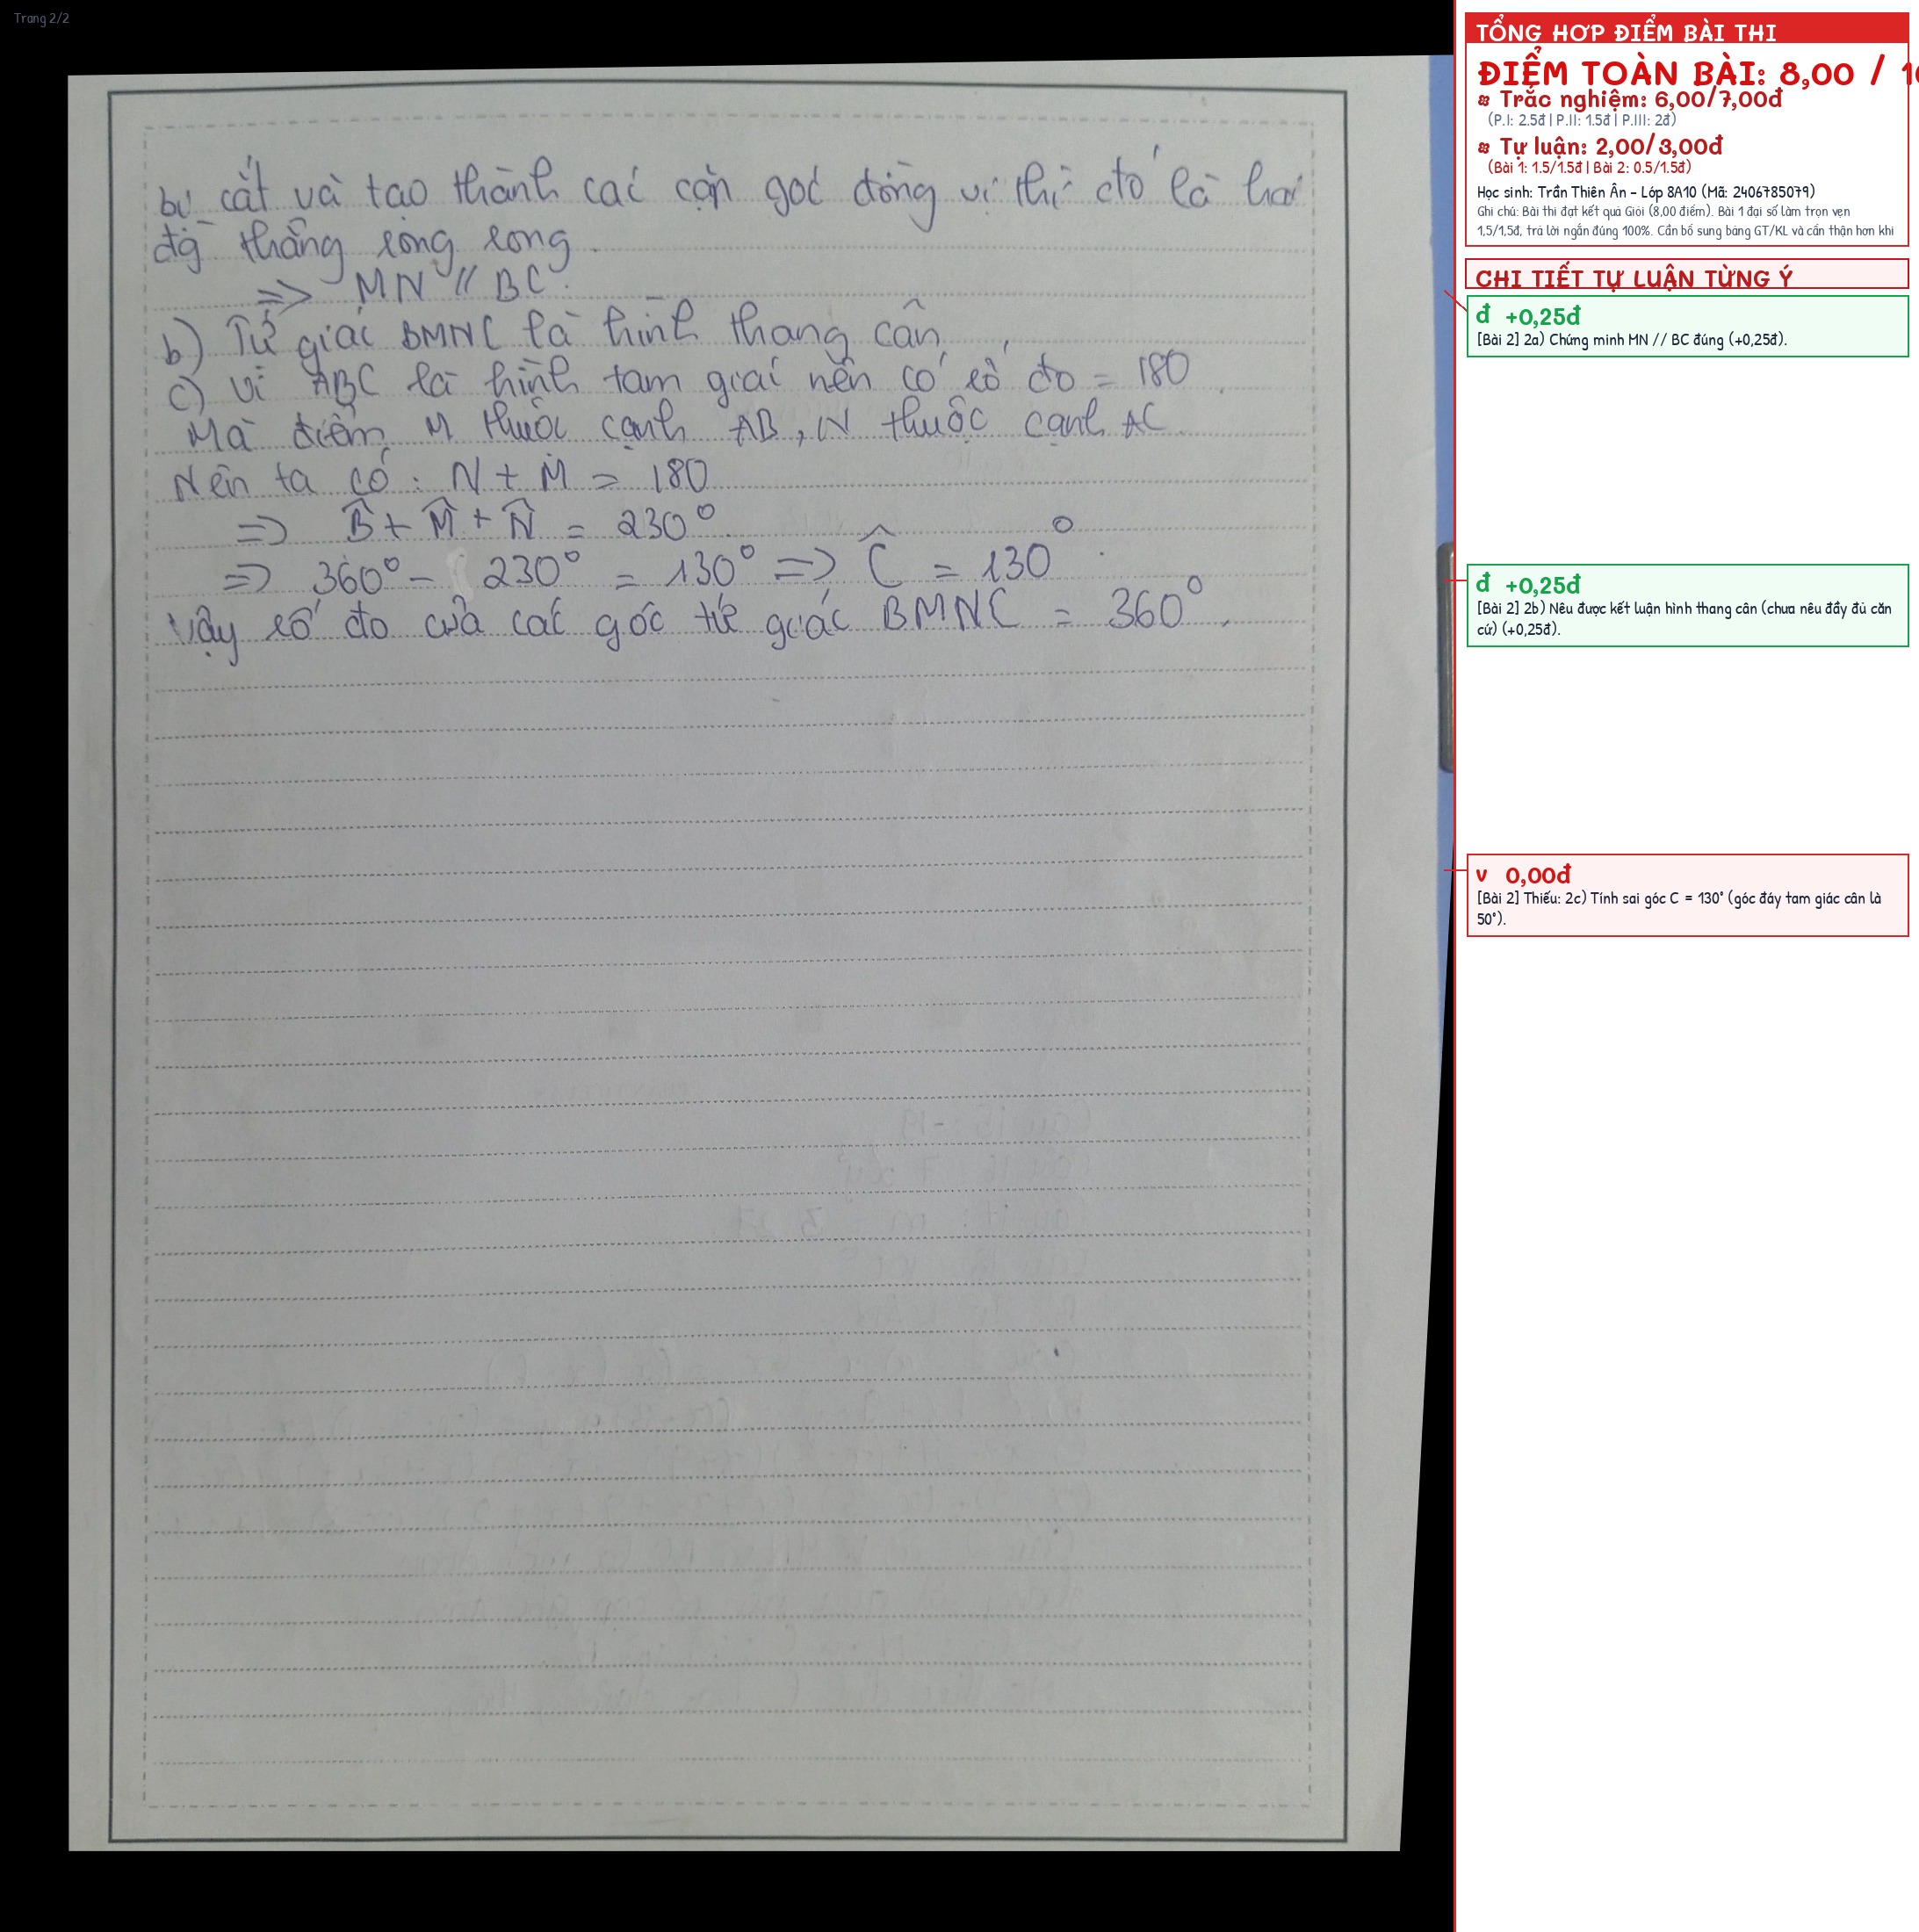 Trang 2/2
bị cắt và tạo thành các cặp góc đồng vị thì đó là hai
đg thẳng song song.
=> MN // BC.
b) Tứ giác BMNC là hình thang cân
c) Vì ABC là hình tam giác nên có số đo = 180.
Mà điểm M thuộc cạnh AB, N thuộc cạnh AC.
Nên ta có: N + M = 180
=> B̂ + M̂ + N̂ = 230°.
=> 360° - 230° = 130° => Ĉ = 130°.
Vậy số đo của các góc tứ giác BMNC = 360°.
TỔNG HỢP ĐIỂM BÀI THI
ĐIỂM TOÀN BÀI: 8,00 /
Trắc nghiệm: 6,00/7,00đ
(P.I: 2.5đ | P.II: 1.5đ | P.III: 2đ)
Tự luận: 2,00/3,00đ
(Bài 1: 1.5/1.5đ | Bài 2: 0.5/1.5đ)
Học sinh: Trần Thiên Ân - Lớp 8A10 (Mã: 2406785079)
Ghi chú: Bài thi đạt kết quả Giỏi (8,00 điểm). Bài 1 đại số làm trọn vẹn
1,5/1,5đ, trả lời ngắn đúng 100%. Cần bổ sung bảng GT/KL và cẩn thận hơn khi
CHI TIẾT TỰ LUẬN TỪNG Ý
đ +0,25đ
[Bài 2] 2a) Chứng minh MN // BC đúng (+0,25đ).
đ +0,25đ
[Bài 2] 2b) Nêu được kết luận hình thang cân (chưa nêu đầy đủ căn
cứ) (+0,25đ).
v 0,00đ
[Bài 2] Thiếu: 2c) Tính sai góc C = 130° (góc đáy tam giác cân là
50°).